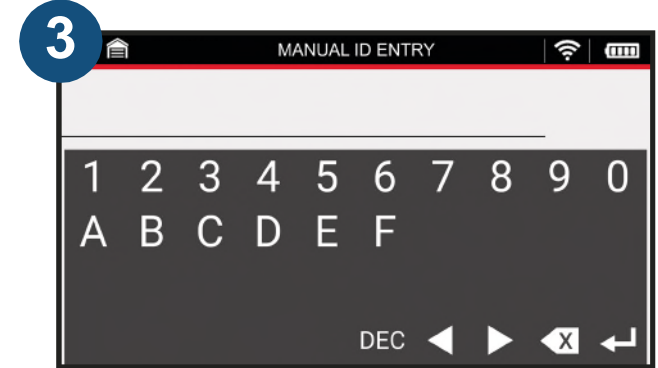 3
MANUAL ID ENTRY
1 2 3 4 5 6 7 8 9 0
A B C D E F
DEC
X